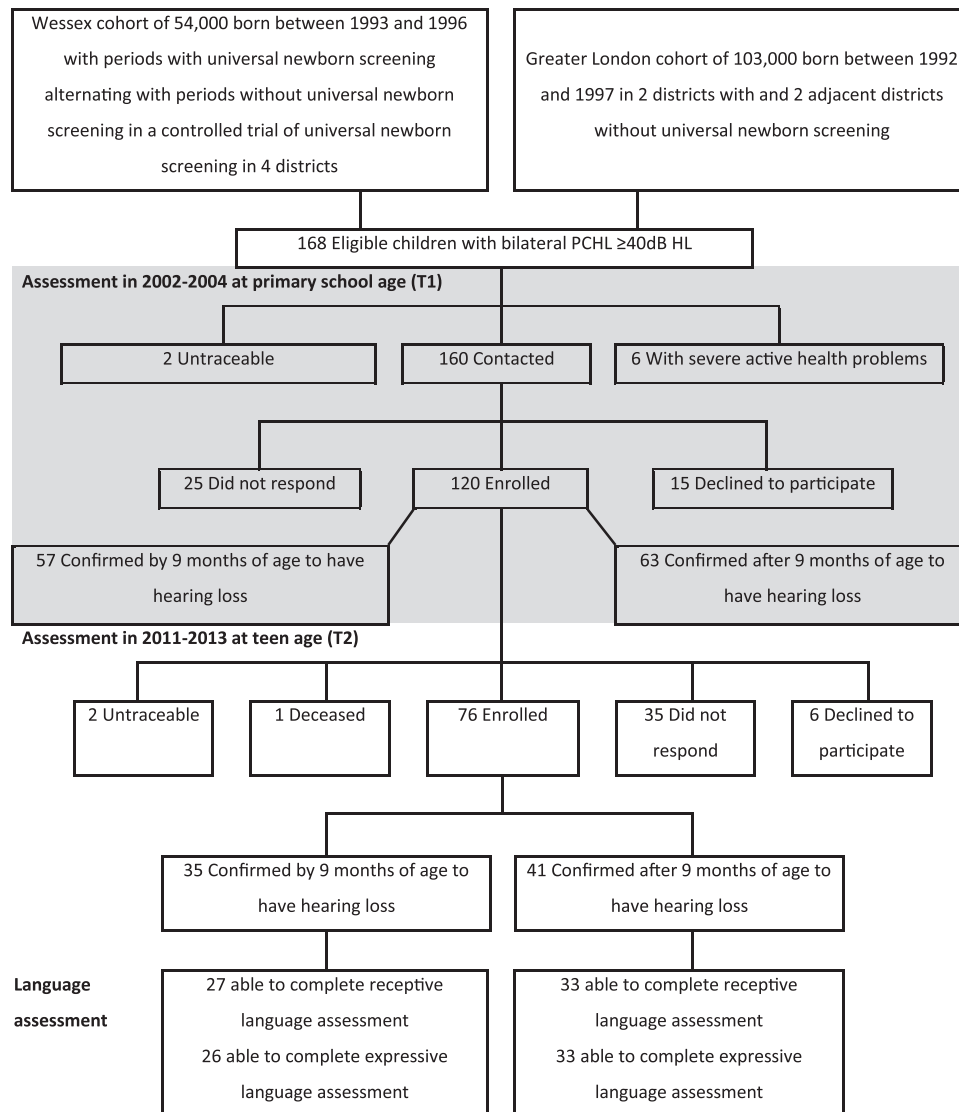 Wessex cohort of 54,000 born between 1993 and 1996
with periods with universal newborn screening
alternating with periods without universal newborn
screening in a controlled trial of universal newborn
screening in 4 districts
Greater London cohort of 103,000 born between 1992
and 1997 in 2 districts with and 2 adjacent districts
without universal newborn screening
168 Eligible children with bilateral PCHL ≥40dB HL
Assessment in 2002-2004 at primary school age (T1)
2 Untraceable
160 Contacted
6 With severe active health problems
25 Did not respond
120 Enrolled
15 Declined to participate
57 Confirmed by 9 months of age to have
hearing loss
63 Confirmed after 9 months of age to
have hearing loss
Assessment in 2011-2013 at teen age (T2)
2 Untraceable
1 Deceased
76 Enrolled
35 Did not
respond
6 Declined to
participate
35 Confirmed by 9 months of age to
have hearing loss
41 Confirmed after 9 months of age to
have hearing loss
Language
assessment
27 able to complete receptive
language assessment
26 able to complete expressive
language assessment
33 able to complete receptive
language assessment
33 able to complete expressive
language assessment